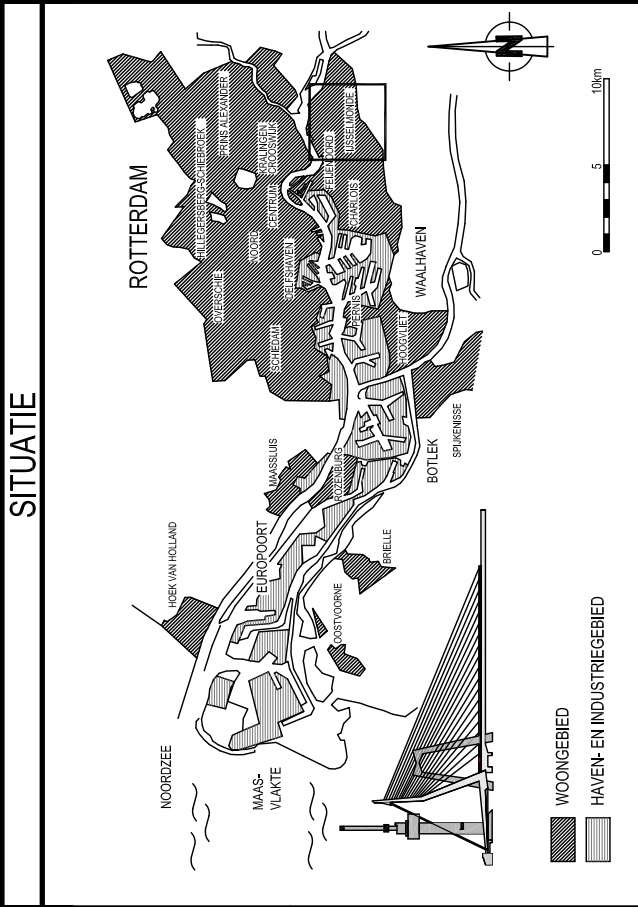 SITUATIE
ROTTERDAM
NOORDZEE
MAAS-
VLAKTE
HOEK VAN HOLLAND
EUROPOORT
OOSTVOORNE
BRIELLE
MAASSLUIS
ROZENBURG
BOTLEK
SPIJKENISSE
HOOGVLIET
PERNIS
WAALHAVEN
SCHIEDAM
OVERSCHIE
DELFSHAVEN
NOORD
CENTRUM
HILLEGERSBERG-SCHIEBROEK
PRINS ALEXANDER
KRALINGEN
CROOSWIJK
FEIJENOORD
CHARLOIS
IJSSELMONDE
N
0
5
10km
WOONGEBIED
HAVEN- EN INDUSTRIEGEBIED